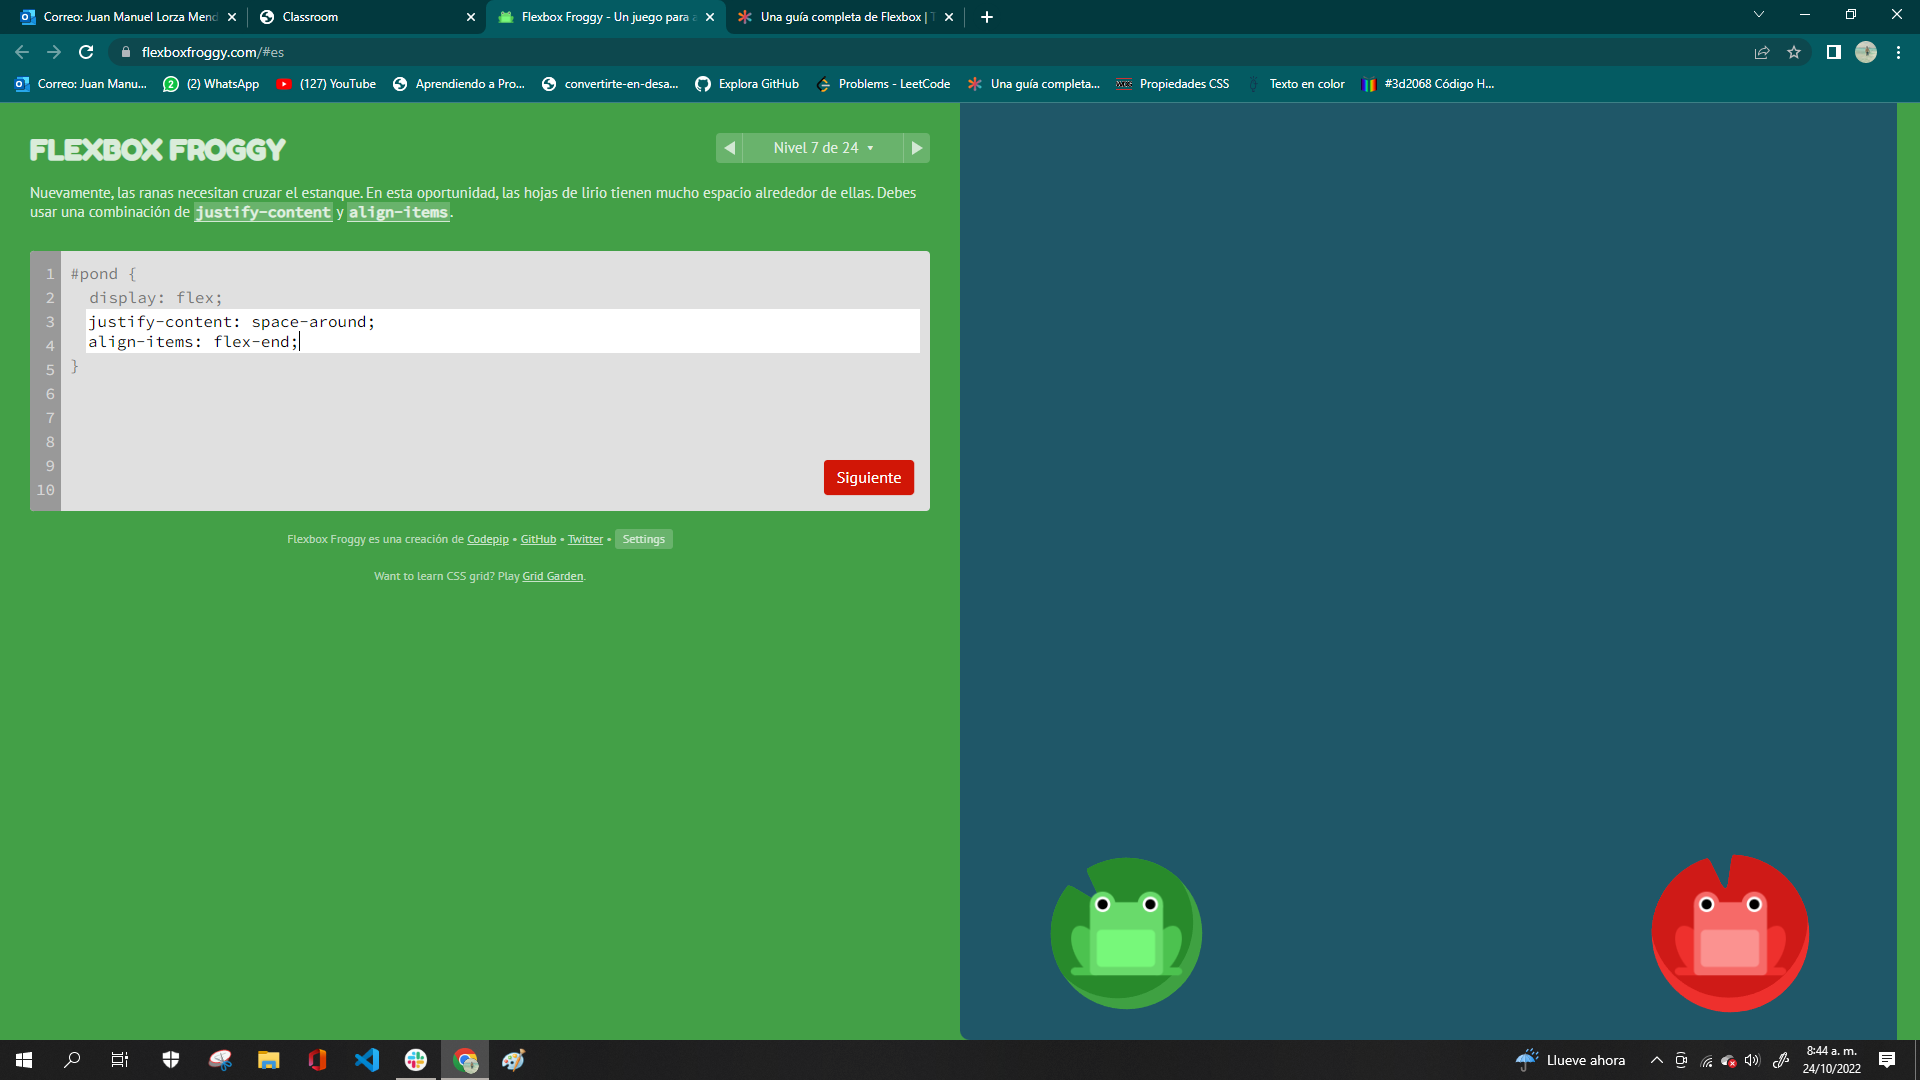 Correo: Juan Manuel Lorza Mend
Classroom
Flexbox Froggy - Un juego para a
Una guía completa de Flexbox | T
flexboxfroggy.com/#es
Correo: Juan Manu...
(2) WhatsApp
(127) YouTube
Aprendiendo a Pro...
convertirte-en-desa...
Explora GitHub
Problems - LeetCode
Una guía completa...
Propiedades CSS
Texto en color
#3d2068 Código H...
FLEXBOX FROGGY
Nivel 7 de 24
Nuevamente, las ranas necesitan cruzar el estanque. En esta oportunidad, las hojas de lirio tienen mucho espacio alrededor de ellas. Debes
usar una combinación de justify-content y align-items.
1 #pond {
2 display: flex;
3 justify-content: space-around;
4 align-items: flex-end;
5 }
6
7
8
9
10
Siguiente
Flexbox Froggy es una creación de Codepip • GitHub • Twitter • Settings
Want to learn CSS grid? Play Grid Garden.
Llueve ahora
8:44 a. m.
24/10/2022